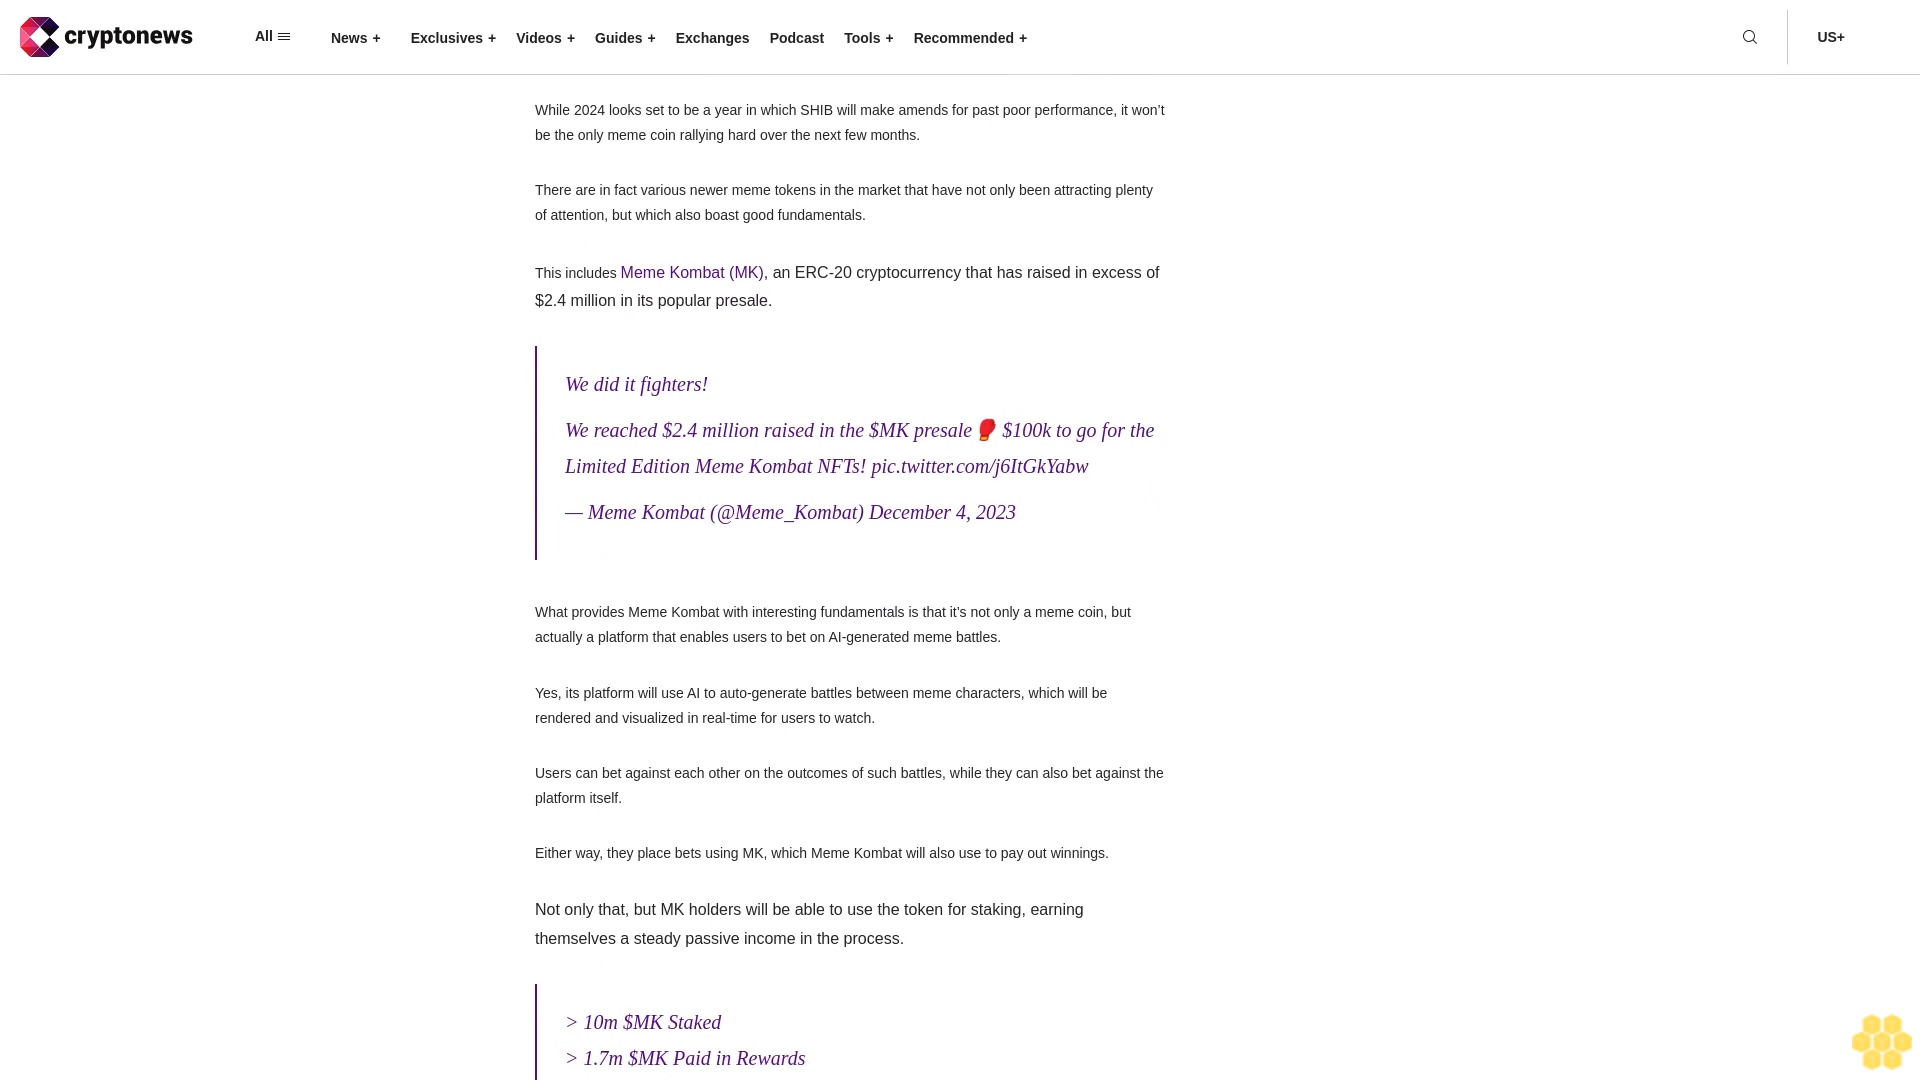 cryptonews
All
News +
Exclusives +
Videos +
Guides +
Exchanges
Podcast
Tools +
Recommended +
US+
While 2024 looks set to be a year in which SHIB will make amends for past poor performance, it won’t
be the only meme coin rallying hard over the next few months.
There are in fact various newer meme tokens in the market that have not only been attracting plenty
of attention, but which also boast good fundamentals.
This includes Meme Kombat (MK), an ERC-20 cryptocurrency that has raised in excess of
$2.4 million in its popular presale.
We did it fighters!
We reached $2.4 million raised in the $MK presale🥊 $100k to go for the
Limited Edition Meme Kombat NFTs! pic.twitter.com/j6ItGkYabw
— Meme Kombat (@Meme_Kombat) December 4, 2023
What provides Meme Kombat with interesting fundamentals is that it’s not only a meme coin, but
actually a platform that enables users to bet on AI-generated meme battles.
Yes, its platform will use AI to auto-generate battles between meme characters, which will be
rendered and visualized in real-time for users to watch.
Users can bet against each other on the outcomes of such battles, while they can also bet against the
platform itself.
Either way, they place bets using MK, which Meme Kombat will also use to pay out winnings.
Not only that, but MK holders will be able to use the token for staking, earning
themselves a steady passive income in the process.
> 10m $MK Staked
> 1.7m $MK Paid in Rewards